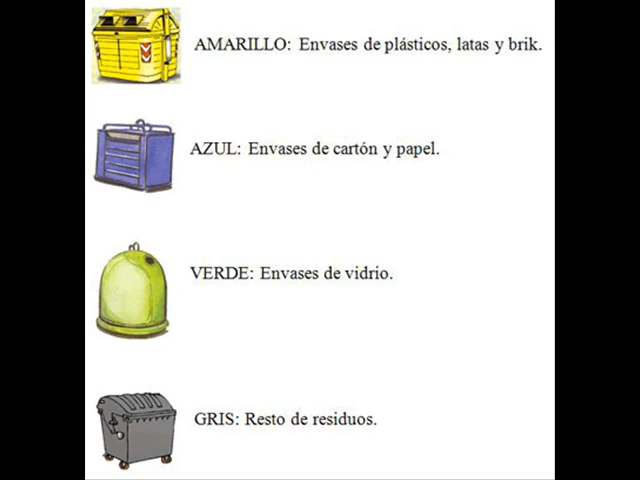 AMARILLO: Envases de plásticos, latas y brik.
AZUL: Envases de cartón y papel.
VERDE: Envases de vidrio.
GRIS: Resto de residuos.